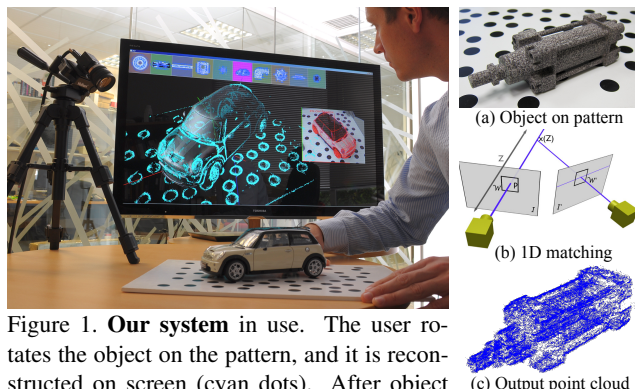 (a) Object on pattern
Z
x(Z)
W
P
I
W'
I'
(b) 1D matching
(c) Output point cloud
Figure 1. Our system in use. The user ro-
tates the object on the pattern, and it is recon-
structed on screen (cyan dots). After object